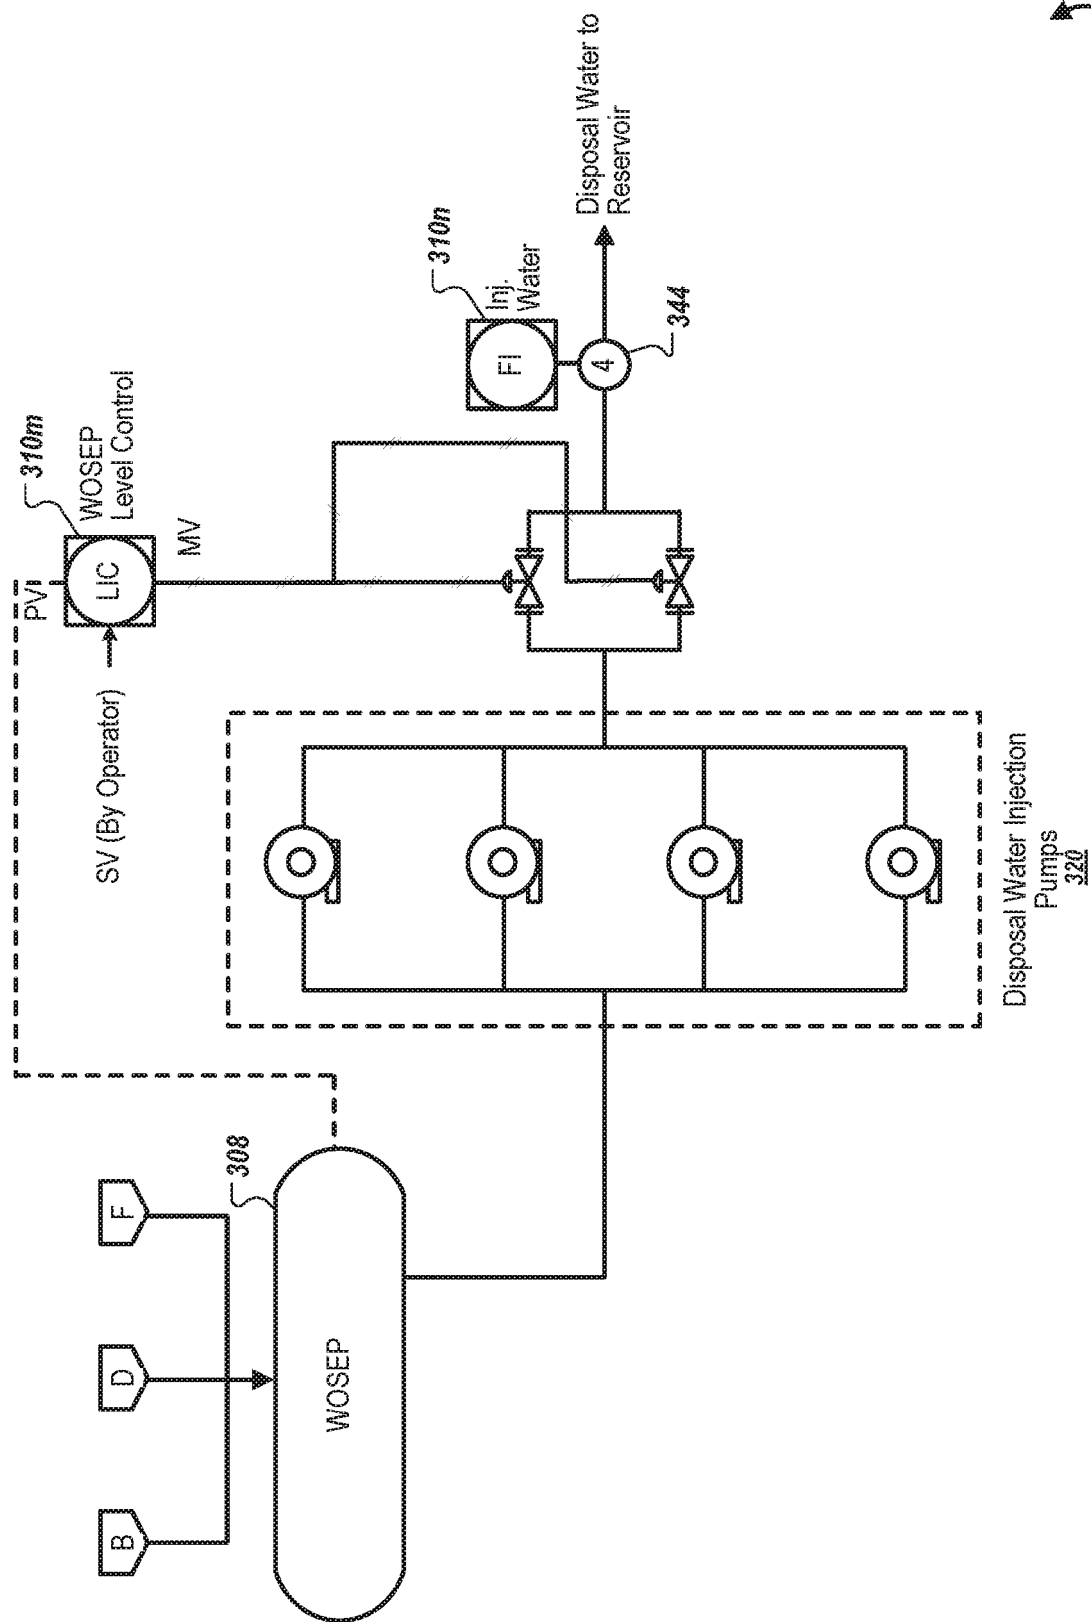 B
D
F
308
WOSEP
PV
SV (By Operator)
LIC
310m
WOSEP
Level Control
MV
310n
FI
Inj.
Water
4
344
Disposal Water to
Reservoir
Disposal Water Injection
Pumps
320